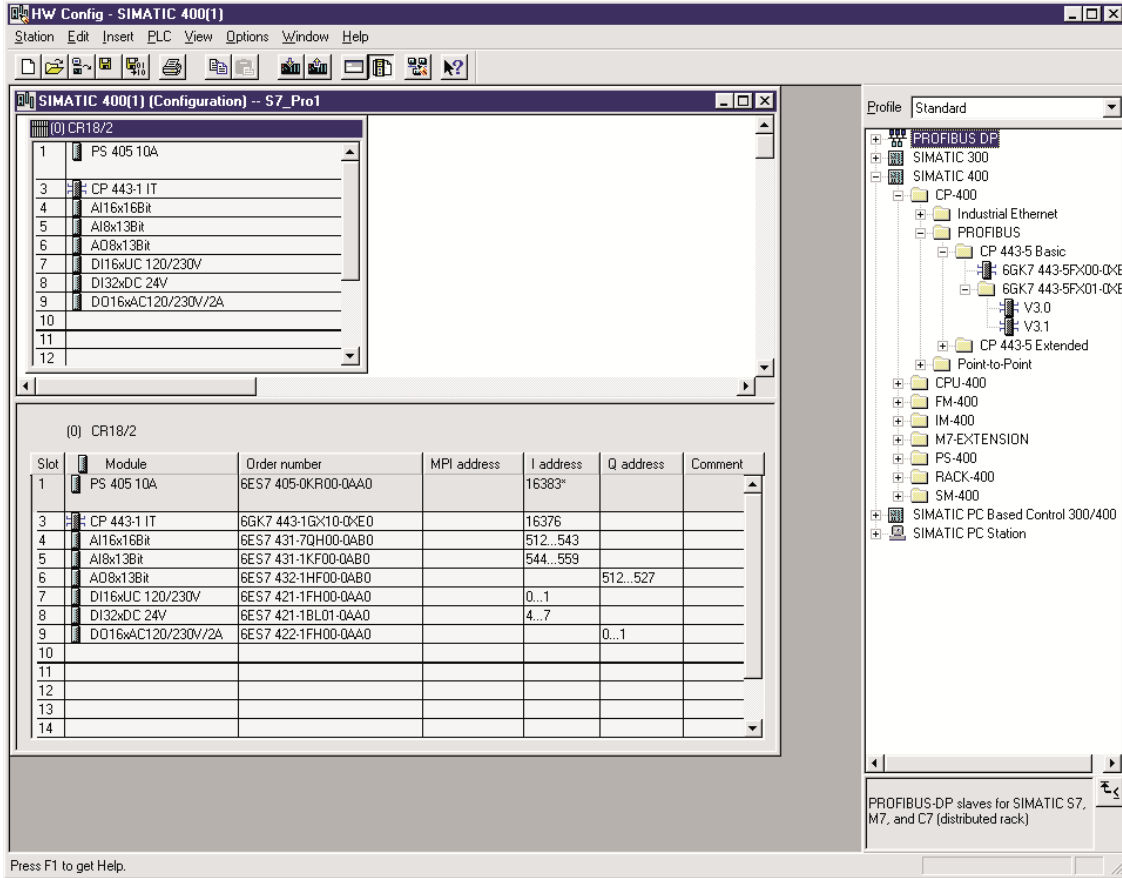 HW Config - SIMATIC 400(1)
Station Edit Insert PLC View Options Window Help
SIMATIC 400(1) (Configuration) -- S7_Pro1
(0) CR18/2
1 PS 405 10A
3 CP 443-1 IT
4 AI16x16Bit
5 AI8x13Bit
6 AO8x13Bit
7 DI16xUC 120/230V
8 DI32xDC 24V
9 DO16xAC120/230V/2A
10
11
12
(0) CR18/2
Slot Module Order number MPI address I address Q address Comment
1 PS 405 10A 6ES7 405-0KR00-0AA0 16383*
3 CP 443-1 IT 6GK7 443-1GX10-0XE0 16376
4 AI16x16Bit 6ES7 431-7QH00-0AB0 512...543
5 AI8x13Bit 6ES7 431-1KF00-0AB0 544...559
6 AO8x13Bit 6ES7 432-1HF00-0AB0 512...527
7 DI16xUC 120/230V 6ES7 421-1FH00-0AA0 0...1
8 DI32xDC 24V 6ES7 421-1BL01-0AA0 4...7
9 DO16xAC120/230V/2A 6ES7 422-1FH00-0AA0 0...1
10
11
12
13
14
Profile Standard
PROFIBUS DP
SIMATIC 300
SIMATIC 400
CP-400
Industrial Ethernet
PROFIBUS
CP 443-5 Basic
6GK7 443-5FX00-0XE
6GK7 443-5FX01-0XE
V3.0
V3.1
CP 443-5 Extended
Point-to-Point
CPU-400
FM-400
IM-400
M7-EXTENSION
PS-400
RACK-400
SM-400
SIMATIC PC Based Control 300/400
SIMATIC PC Station
PROFIBUS-DP slaves for SIMATIC S7,
M7, and C7 (distributed rack)
Press F1 to get Help.